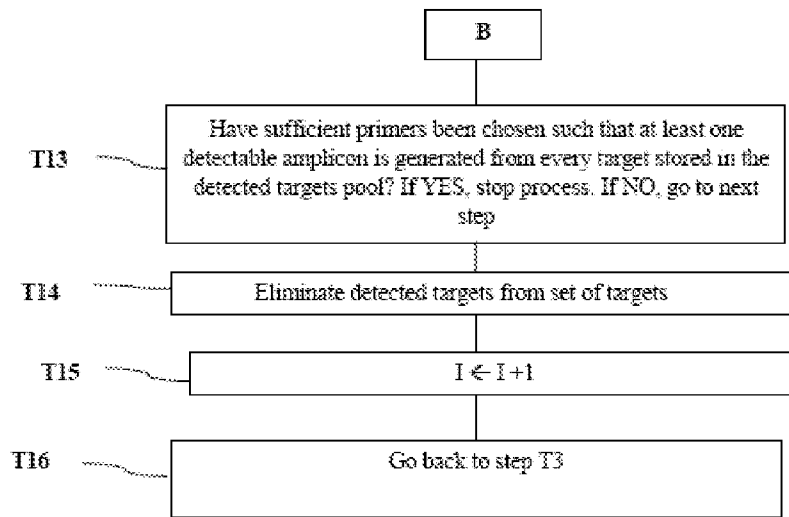 B
T13
Have sufficient primers been chosen such that at least one
detectable amplicon is generated from every target stored in the
detected targets pool? If YES, stop process. If NO, go to next
step
T14
Eliminate detected targets from set of targets
T15
I ← I +1
T16
Go back to step T3